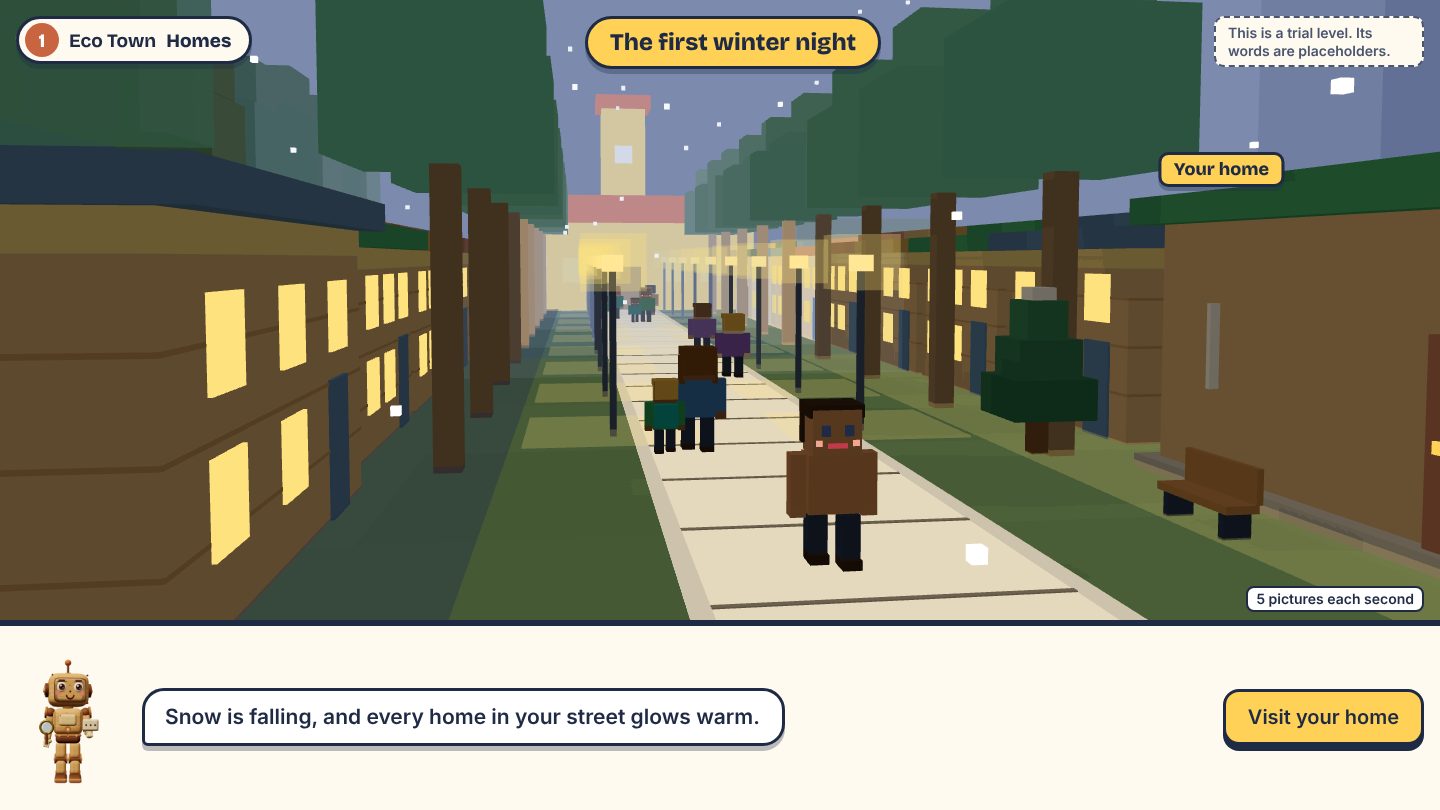 1 Eco Town Homes
The first winter night
This is a trial level. Its
words are placeholders.
Your home
5 pictures each second
Snow is falling, and every home in your street glows warm.
Visit your home